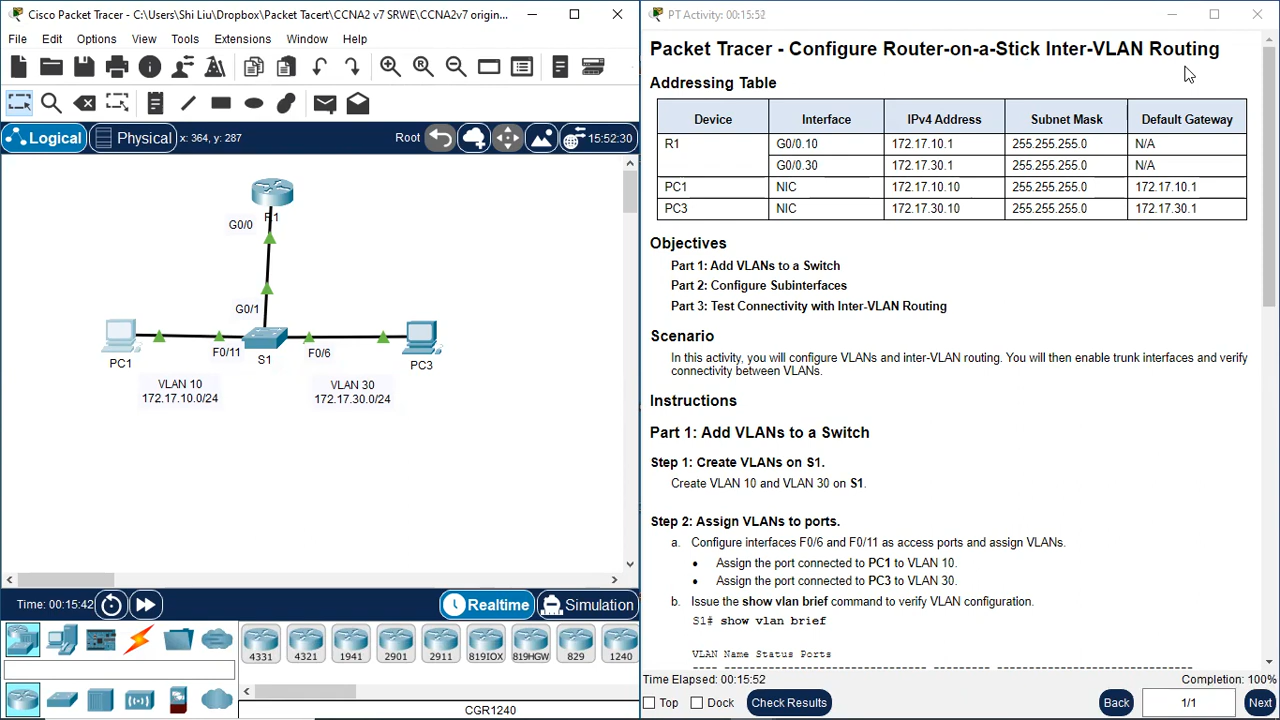 Cisco Packet Tracer - C:\Users\Shi Liu\Dropbox\Packet Tacert\CCNA2 v7 SRWE\CCNA2v7 origin...
File Edit Options View Tools Extensions Window Help
Logical Physical x: 364, y: 287 Root 15:52:30
R1
G0/0
G0/1
F0/11 F0/6
S1
PC1
PC3
VLAN 10
172.17.10.0/24
VLAN 30
172.17.30.0/24
Time: 00:15:42 Realtime Simulation
4331 4321 1941 2901 2911 819IOX 819HGW 829 1240
CGR1240
PT Activity: 00:15:52
Packet Tracer - Configure Router-on-a-Stick Inter-VLAN Routing
Addressing Table
Device Interface IPv4 Address Subnet Mask Default Gateway
R1 G0/0.10 172.17.10.1 255.255.255.0 N/A
G0/0.30 172.17.30.1 255.255.255.0 N/A
PC1 NIC 172.17.10.10 255.255.255.0 172.17.10.1
PC3 NIC 172.17.30.10 255.255.255.0 172.17.30.1
Objectives
Part 1: Add VLANs to a Switch
Part 2: Configure Subinterfaces
Part 3: Test Connectivity with Inter-VLAN Routing
Scenario
In this activity, you will configure VLANs and inter-VLAN routing. You will then enable trunk interfaces and verify
connectivity between VLANs.
Instructions
Part 1: Add VLANs to a Switch
Step 1: Create VLANs on S1.
Create VLAN 10 and VLAN 30 on S1.
Step 2: Assign VLANs to ports.
a. Configure interfaces F0/6 and F0/11 as access ports and assign VLANs.
• Assign the port connected to PC1 to VLAN 10.
• Assign the port connected to PC3 to VLAN 30.
b. Issue the show vlan brief command to verify VLAN configuration.
S1# show vlan brief
VLAN Name Status Ports
---- -------------------------------- --------- -------------------------------
Time Elapsed: 00:15:52 Completion: 100%
Top Dock Check Results Back 1/1 Next